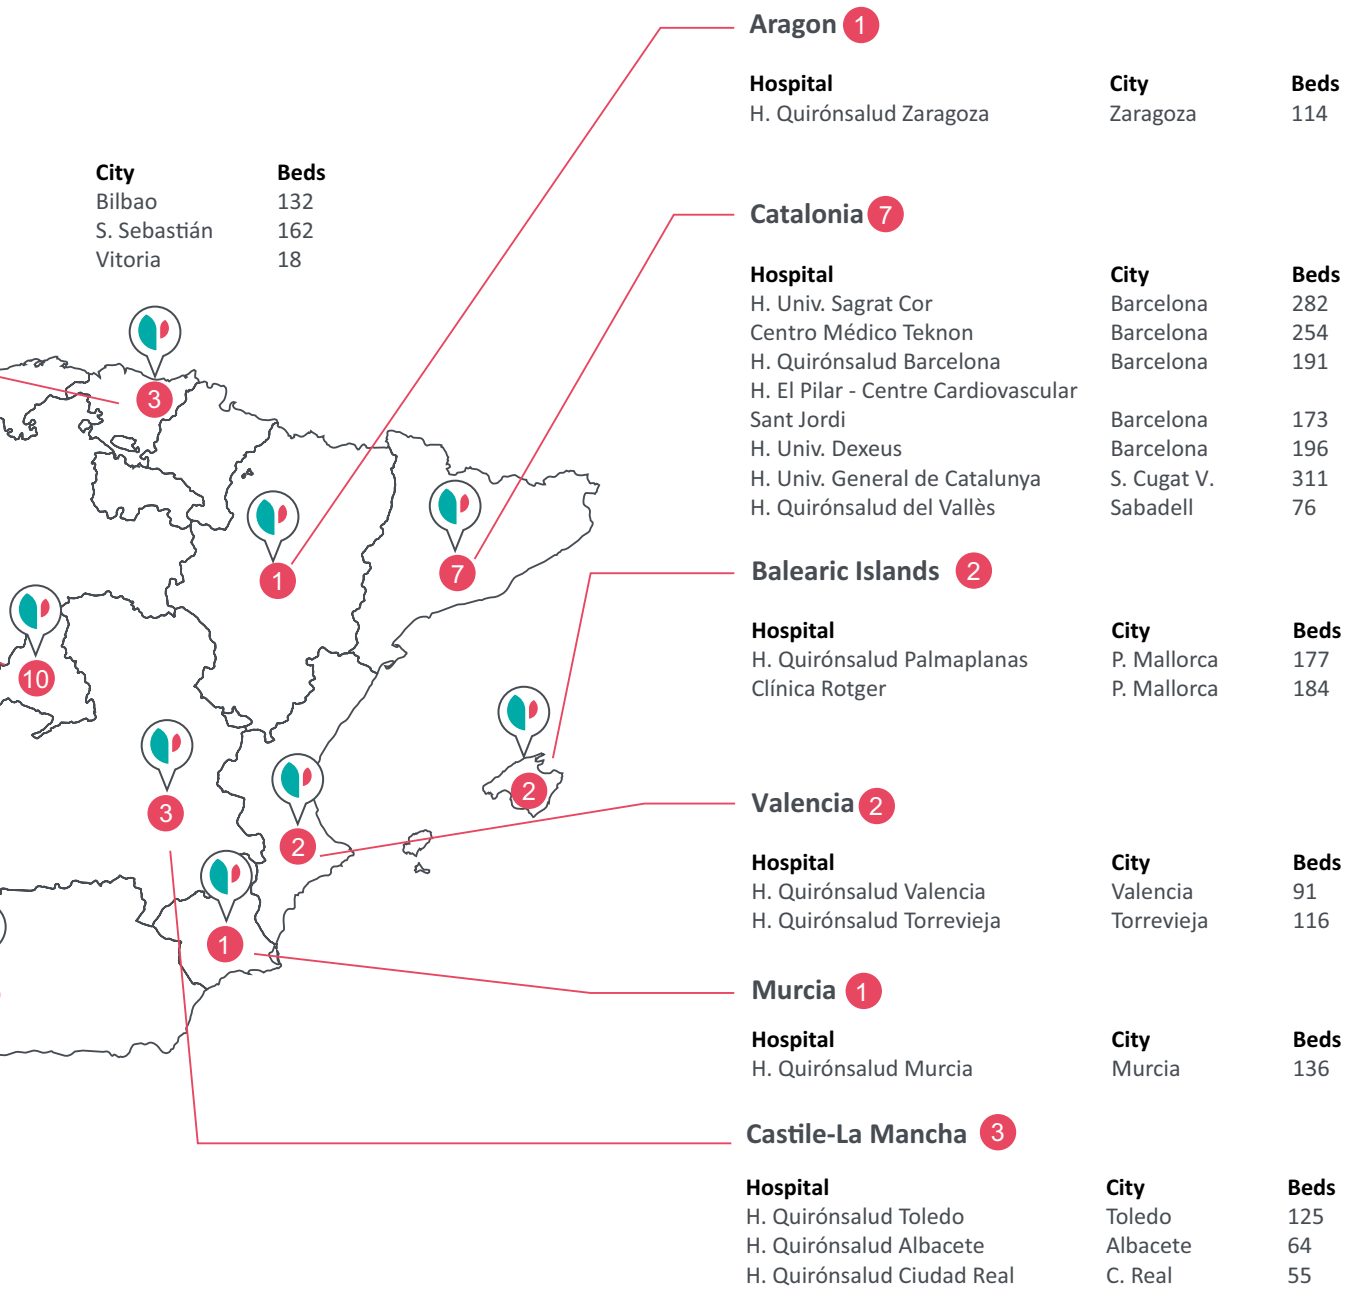 Aragon 1
Hospital City Beds
H. Quirónsalud Zaragoza Zaragoza 114
City Beds
Bilbao 132
S. Sebastián 162
Vitoria 18
Catalonia 7
Hospital City Beds
H. Univ. Sagrat Cor Barcelona 282
Centro Médico Teknon Barcelona 254
H. Quirónsalud Barcelona Barcelona 191
H. El Pilar - Centre Cardiovascular
Sant Jordi Barcelona 173
H. Univ. Dexeus Barcelona 196
H. Univ. General de Catalunya S. Cugat V. 311
H. Quirónsalud del Vallès Sabadell 76
Balearic Islands 2
Hospital City Beds
H. Quirónsalud Palmaplanas P. Mallorca 177
Clínica Rotger P. Mallorca 184
Valencia 2
Hospital City Beds
H. Quirónsalud Valencia Valencia 91
H. Quirónsalud Torrevieja Torrevieja 116
Murcia 1
Hospital City Beds
H. Quirónsalud Murcia Murcia 136
Castile-La Mancha 3
Hospital City Beds
H. Quirónsalud Toledo Toledo 125
H. Quirónsalud Albacete Albacete 64
H. Quirónsalud Ciudad Real C. Real 55
3
1
7
10
3
2
2
1